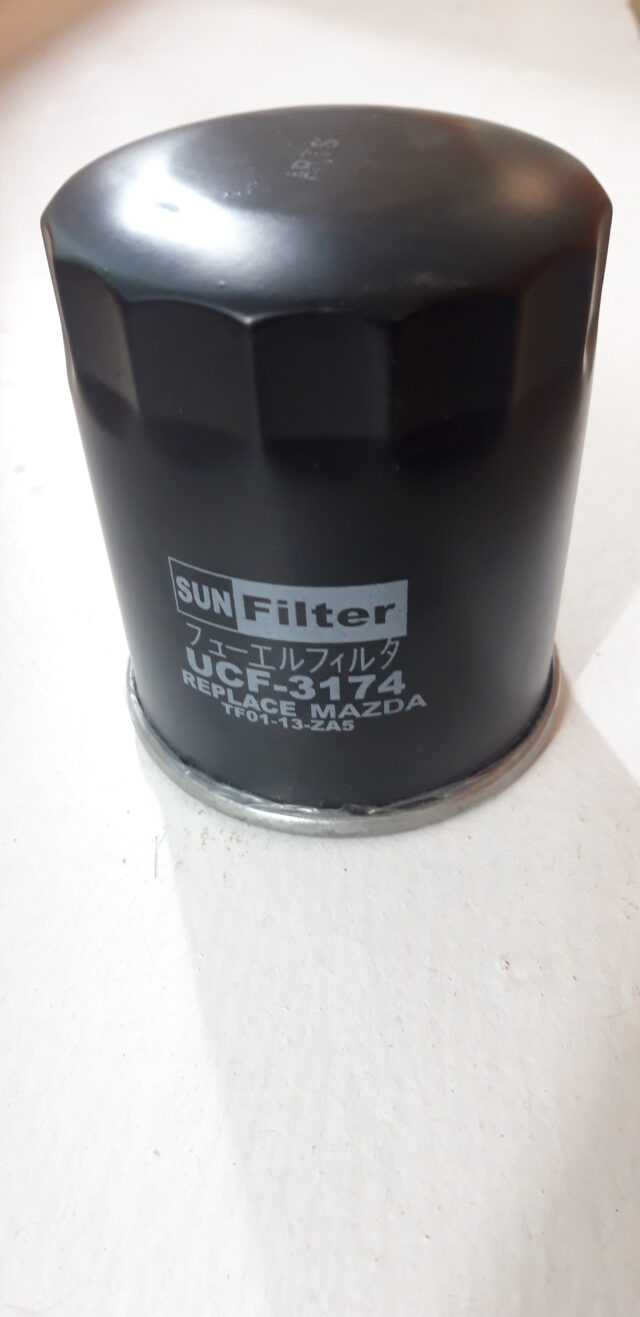 SUN Filter
フューエルフィルタ
UCF-3174
REPLACE MAZDA
TF01-13-ZA5